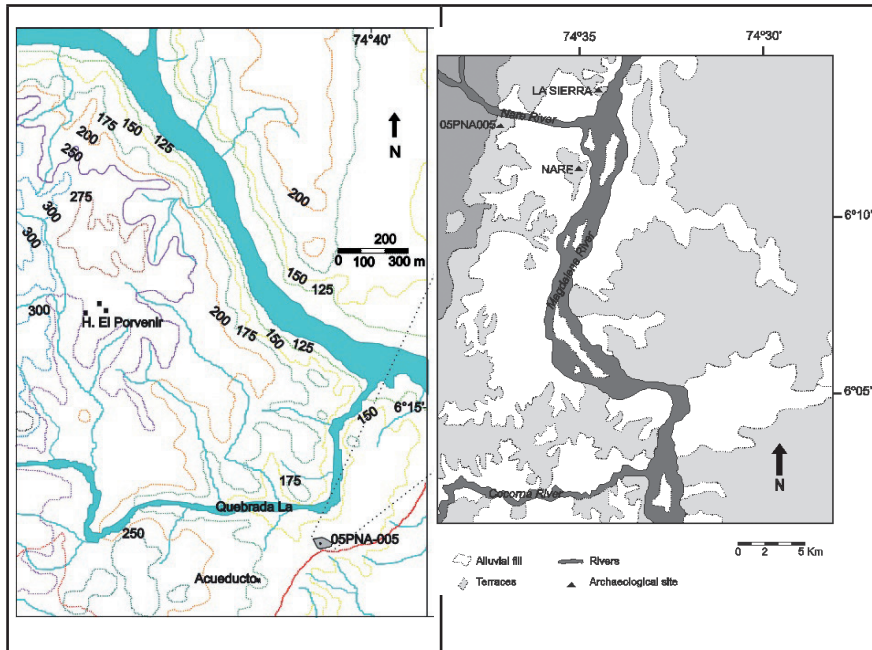 74°40'
175
150
200
125
250
N
275
300
300
200
200
0 100 300 m
150
125
300
H. El Porvenir
200
175
150
125
6°15'
150
175
Quebrada La
250
05PNA-005
Acueducto
74°35'
74°30'
LA SIERRA
Nare River
05PNA005
NARE
6°10'
Magdalena River
6°05'
N
Cocorná River
0 2 5 Km
Alluvial fill
Rivers
Terraces
Archaeological site